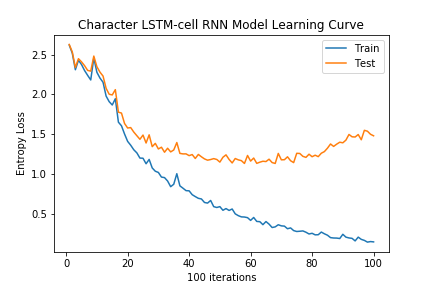 Character LSTM-cell RNN Model Learning Curve
Train
Test
Entropy Loss
2.5
2.0
1.5
1.0
0.5
0 20 40 60 80 100
100 iterations